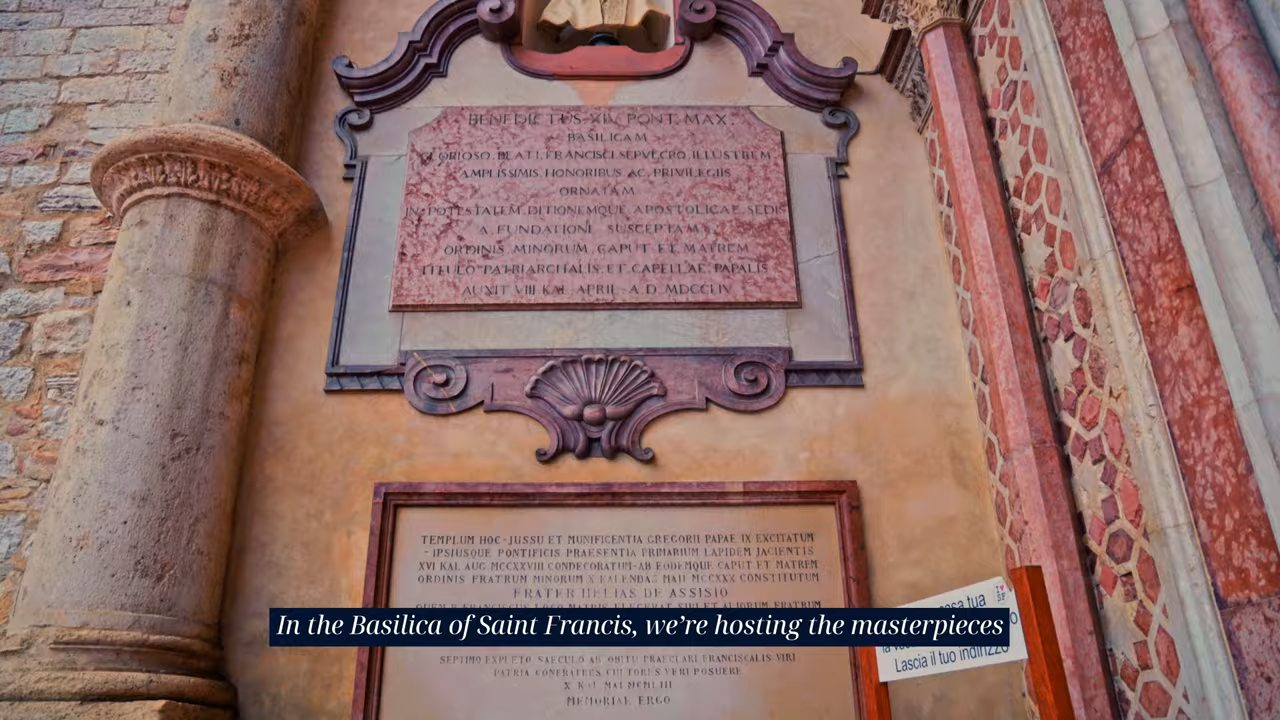 BENEDICTUS XIV PONT. MAX.
BASILICAM
GLORIOSO BEATI FRANCISCI SEPVLCRO ILLUSTREM
AMPLISSIMIS HONORIBUS AC PRIVILEGIIS
ORNATAM
IN POTESTATEM DITIONEMQUE APOSTOLICAE SEDIS
A FUNDATIONE SUSCEPTAM
ORDINIS MINORUM CAPUT ET MATREM
TITULO PATRIARCHALIS ET CAPELLAE PAPALIS
AUXIT VIII KAL APRIL A D MDCCLIV
TEMPLUM HOC JUSSU ET MUNIFICENTIA GREGORII PAPAE IX EXCITATUM
IPSIUSQUE PONTIFICIS PRAESENTIA PRIMARIUM LAPIDEM JACIENTIS
XVI KAL AUG MCCXXVIII CONDECORATUM AB EODEMQUE CAPUT ET MATREM
ORDINIS FRATRUM MINORUM X KALENDAS MAII MCCXXX CONSTITUTUM
FRATER HELIAS DE ASSISIO
In the Basilica of Saint Francis, we're hosting the masterpieces
SEPTIMO EXPLETO SAECULO AB OBITU PRAECLARI FRANCISCALIS VIRI
PATRIA CONFRATRES CULTORES VERI POSUERE
X KAL MAI MCMLIII
MEMORIAE ERGO
tua
Lascia il tuo indirizzo